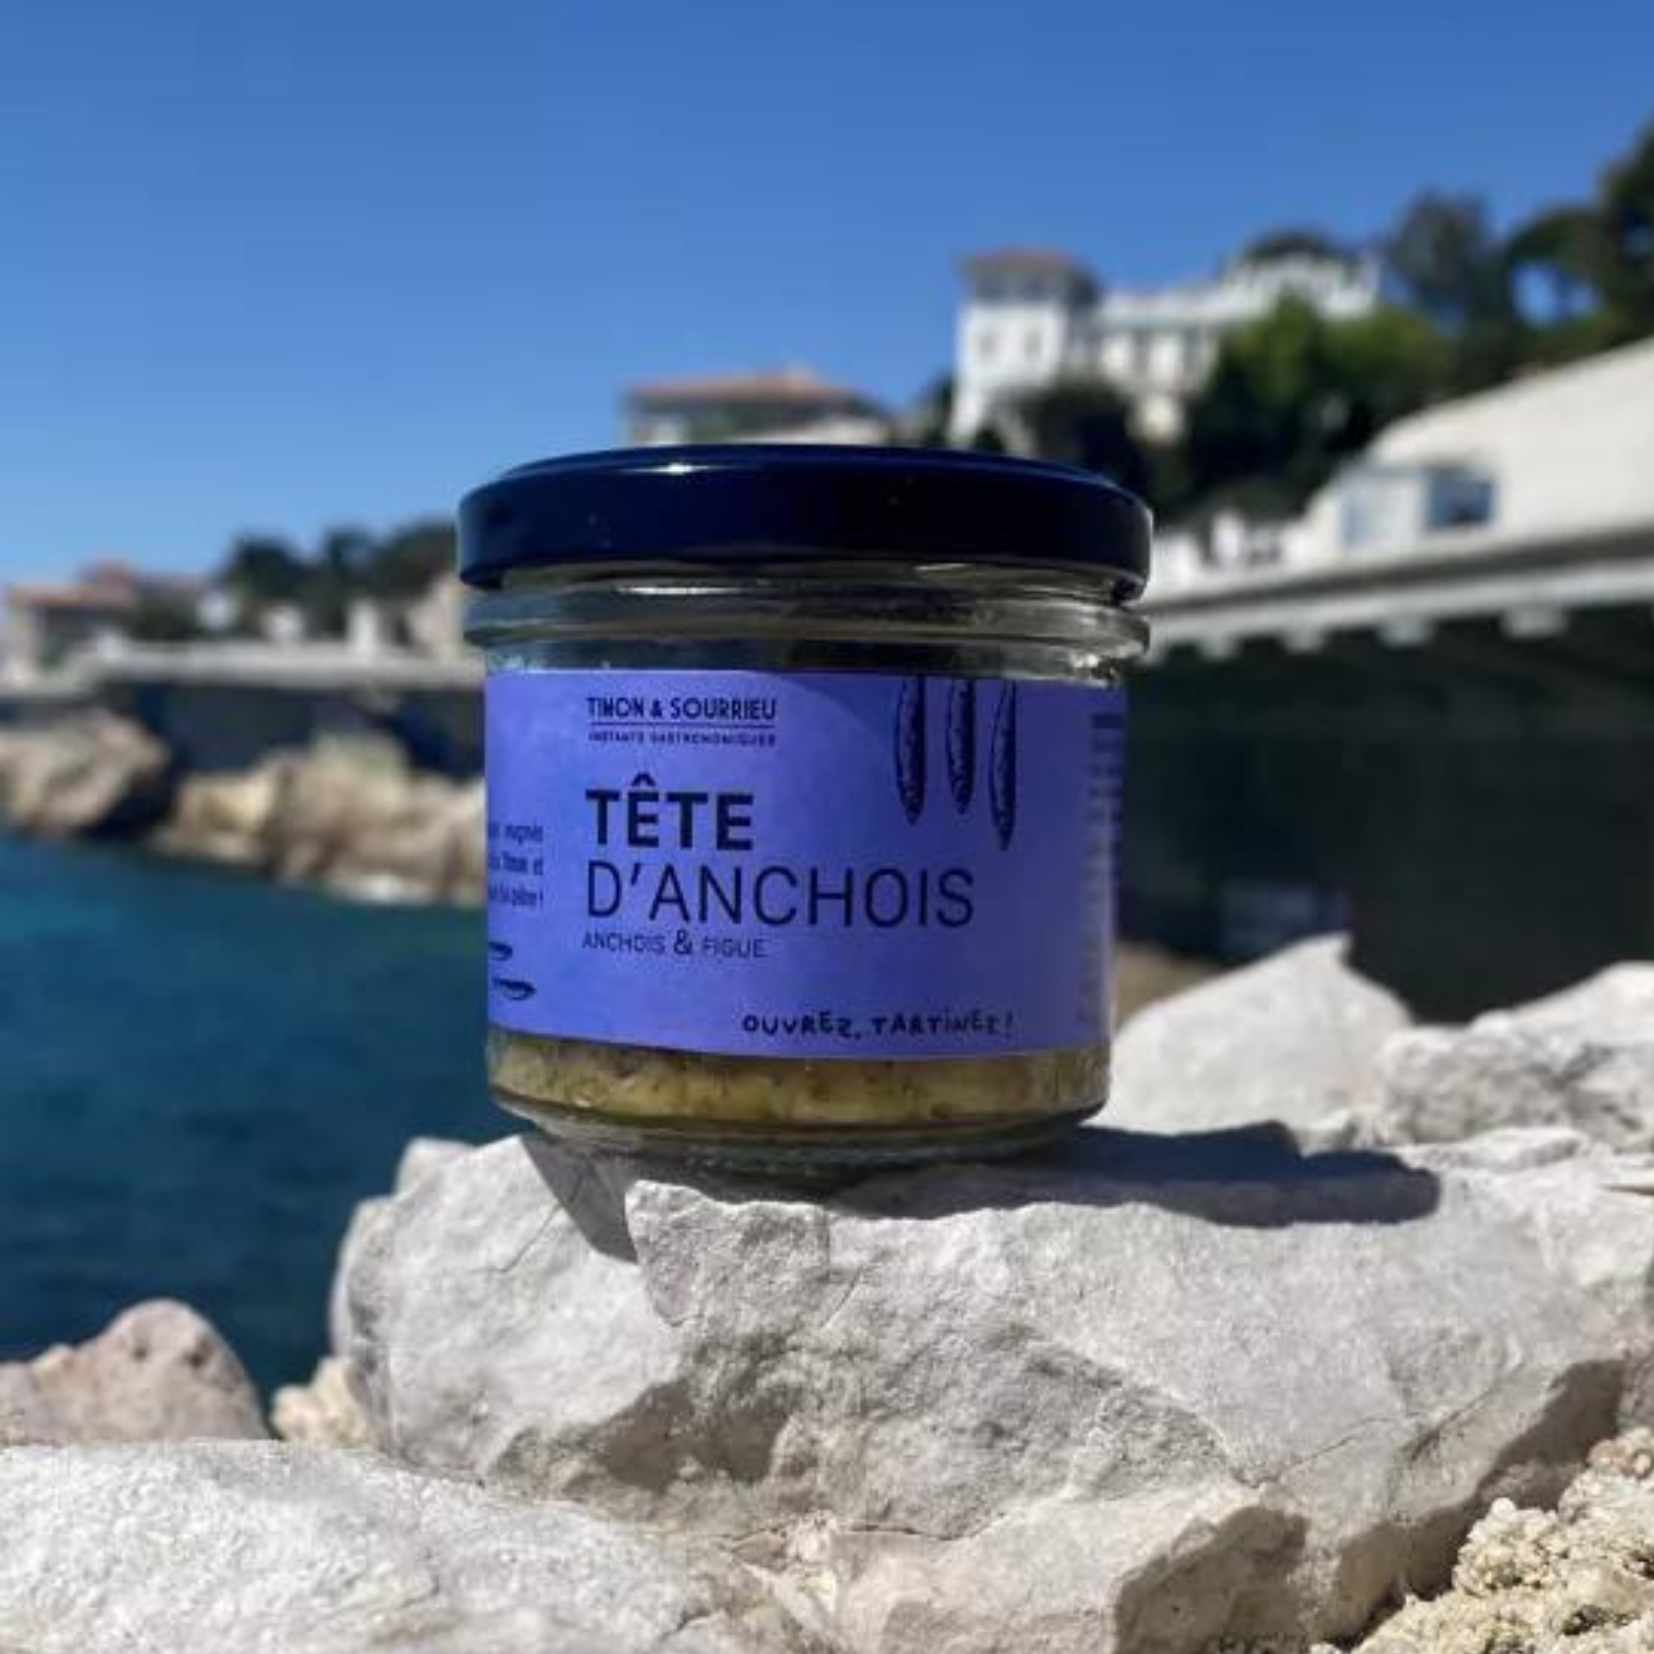 TIMON & SOURRIEU
INSTANTS GASTRONOMIQUES
TÊTE
D'ANCHOIS
ANCHOIS & FIGUE
OUVREZ, TARTINEZ!